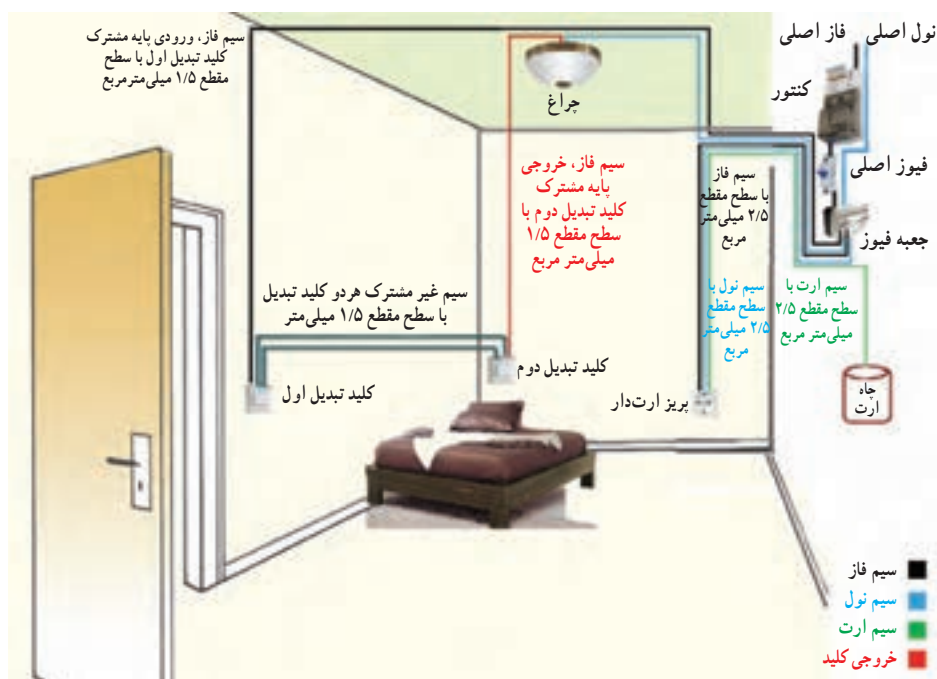 نول اصلی
فاز اصلی
کنتور
فیوز اصلی
جعبه فیوز
سیم فاز، ورودی پایه مشترک
کلید تبدیل اول با سطح
مقطع ۱/۵ میلی‌مترمربع
چراغ
سیم فاز، خروجی
پایه مشترک
کلید تبدیل دوم با
سطح مقطع ۱/۵
میلی‌متر مربع
سیم فاز
با سطح مقطع
۲/۵ میلی‌متر
مربع
سیم نول با
سطح مقطع
۲/۵ میلی‌متر
مربع
سیم ارت با
سطح مقطع ۲/۵
میلی‌متر مربع
سیم غیر مشترک هردو کلید تبدیل
با سطح مقطع ۱/۵ میلی‌متر
کلید تبدیل دوم
کلید تبدیل اول
پریز ارت‌دار
چاه
ارت
سیم فاز
سیم نول
سیم ارت
خروجی کلید